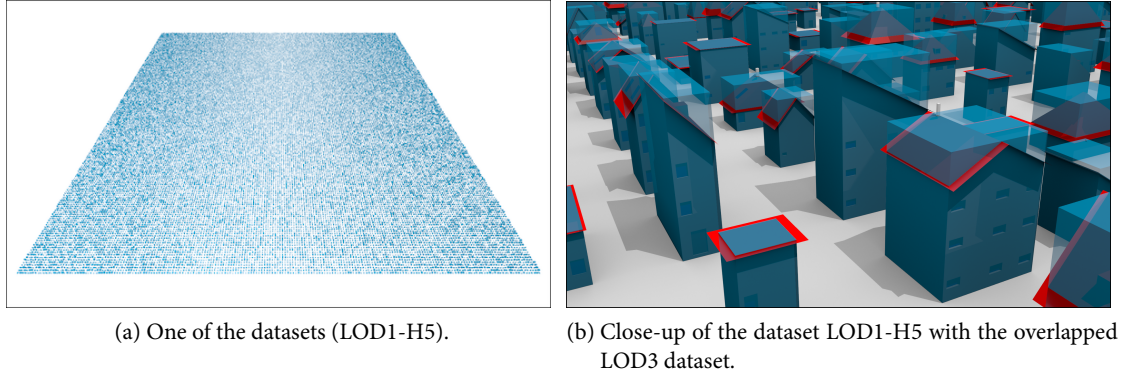 (a) One of the datasets (LOD1-H5).
(b) Close-up of the dataset LOD1-H5 with the overlapped
LOD3 dataset.